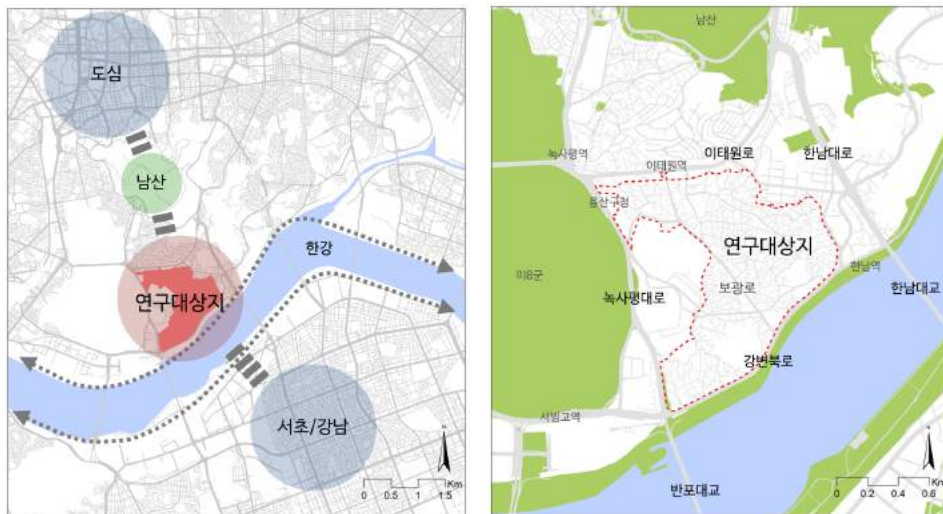 도심
남산
한강
연구대상지
서초/강남
N
0 0.5 1 1.5
Km
남산
녹사평역
이태원역
이태원로
한남대로
용산구청
연구대상지
미8군
녹사평대로
보광로
한남역
한남대교
강변북로
서빙고역
반포대교
N
0 0.2 0.4 0.6
Km